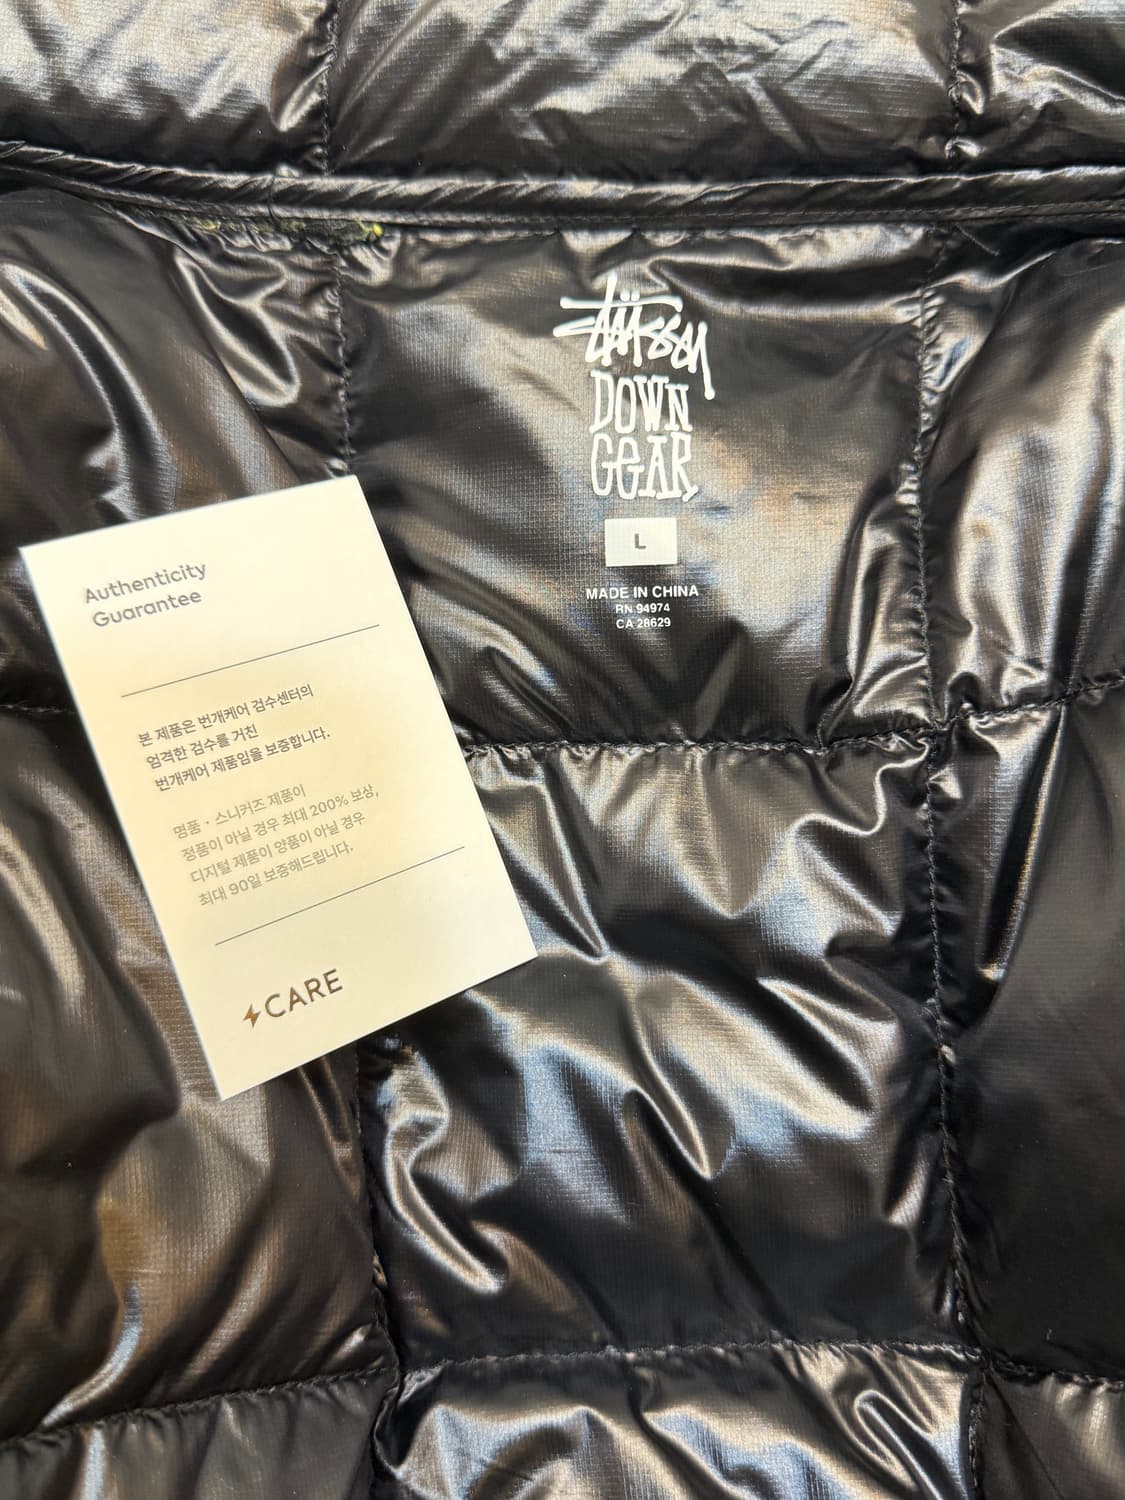 Stüssy
DOWN
GEAR
L
MADE IN CHINA
RN 94974
CA 28629
Authenticity
Guarantee
본 제품은 번개케어 검수센터의
엄격한 검수를 거친
번개케어 제품임을 보증합니다.
명품 · 스니커즈 제품이
정품이 아닐 경우 최대 200% 보상,
디지털 제품이 양품이 아닐 경우
최대 90일 보증해드립니다.
CARE